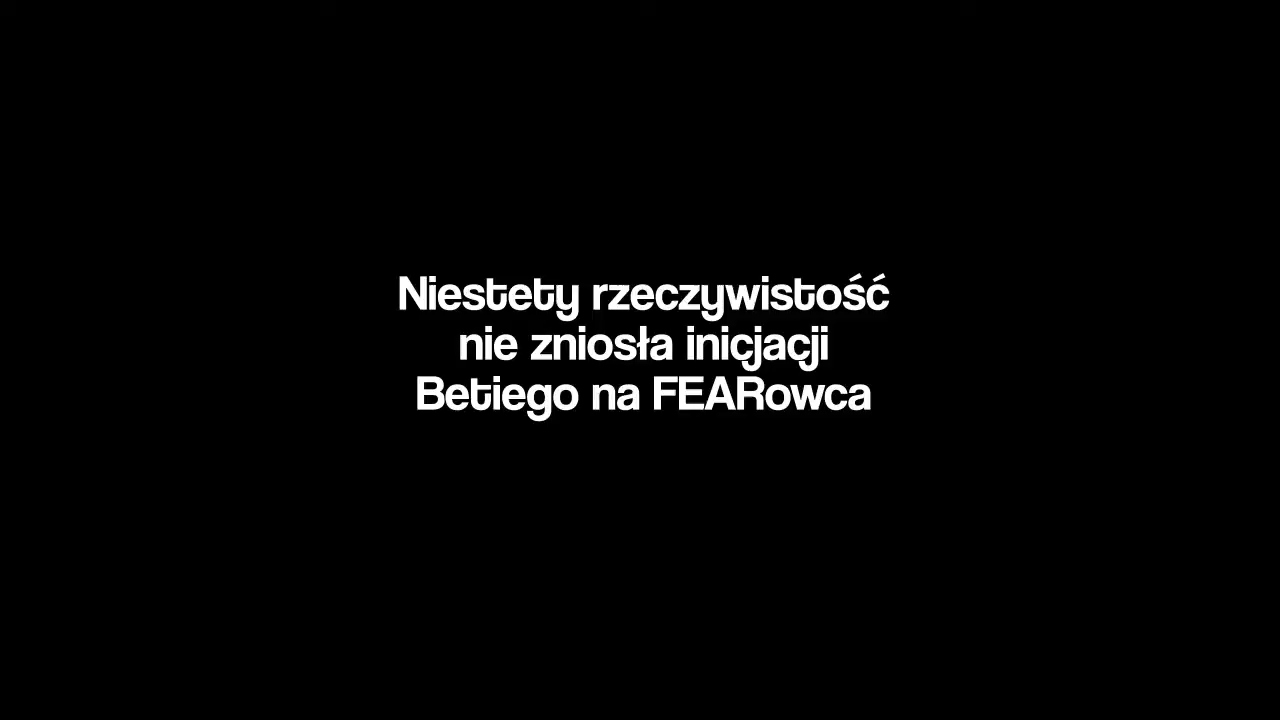 Niestety rzeczywistość
nie zniosła inicjacji
Betiego na FEARowca